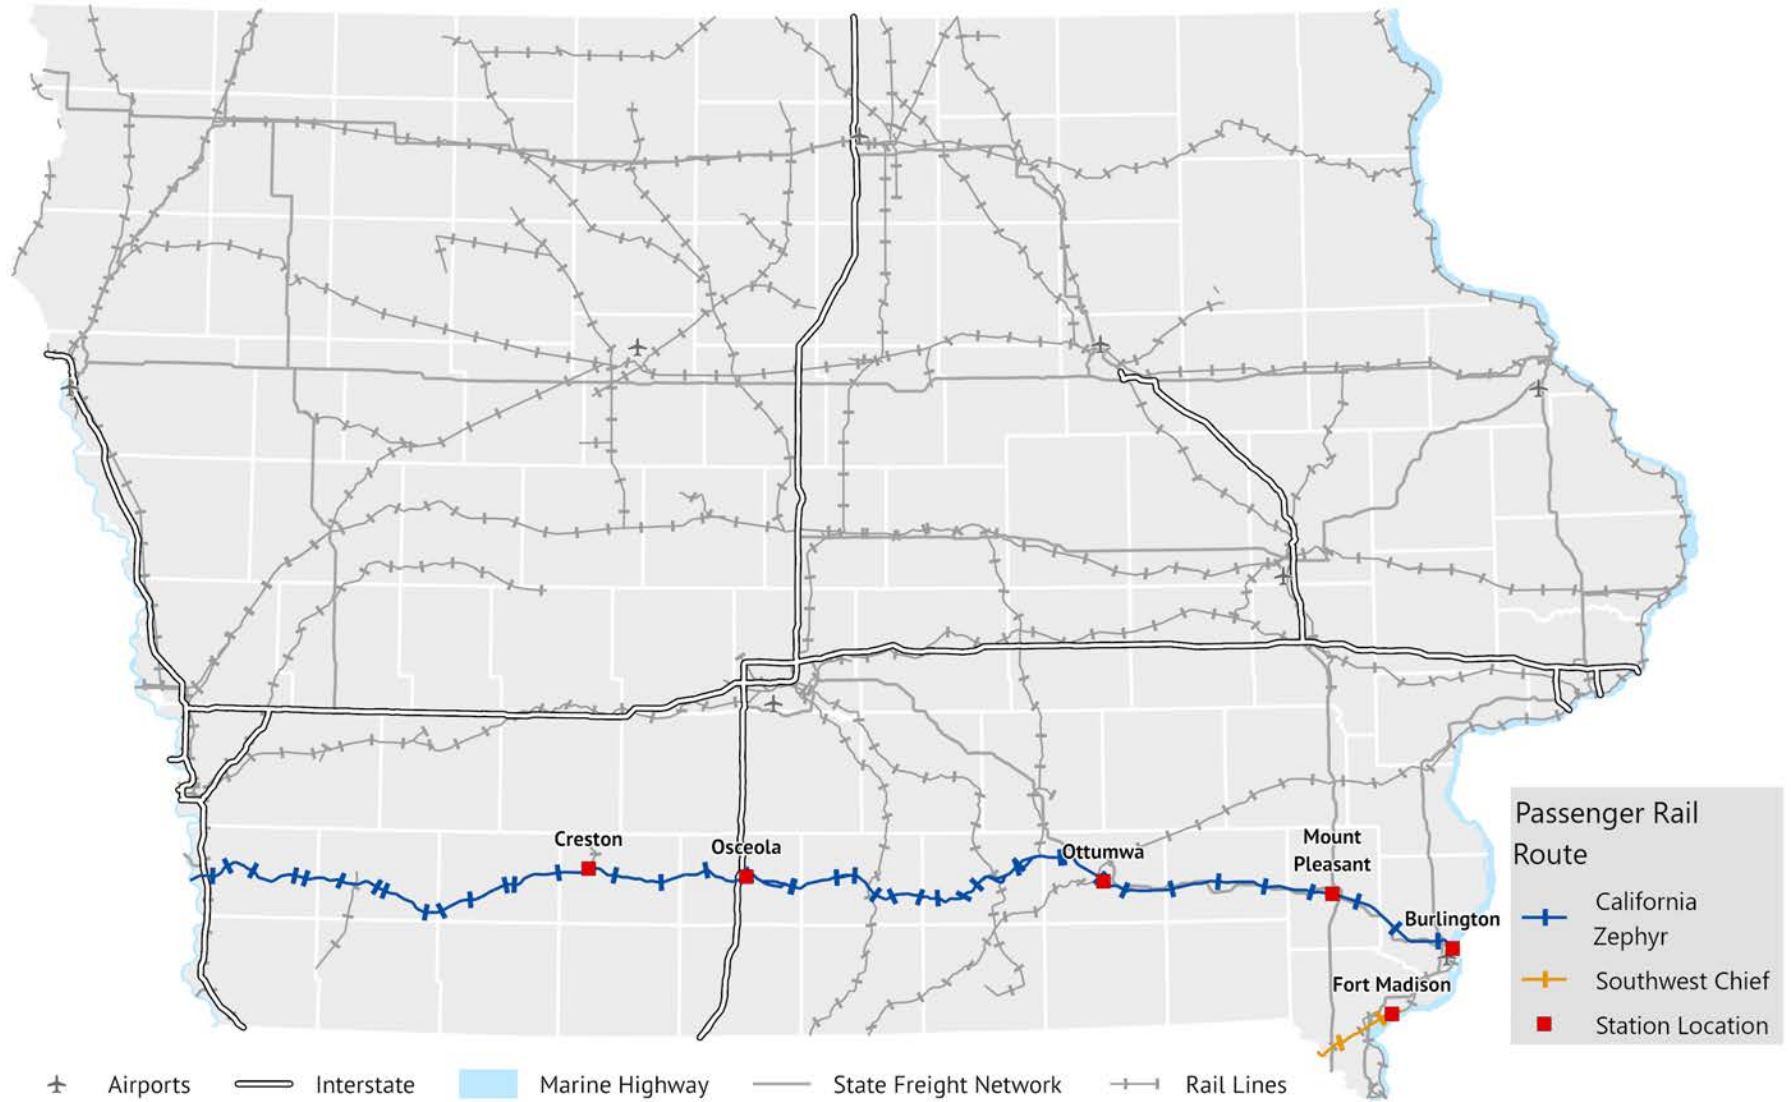 Creston
Osceola
Ottumwa
Mount
Pleasant
Burlington
Fort Madison
Passenger Rail
Route
California
Zephyr
Southwest Chief
Station Location
Airports
Interstate
Marine Highway
State Freight Network
Rail Lines